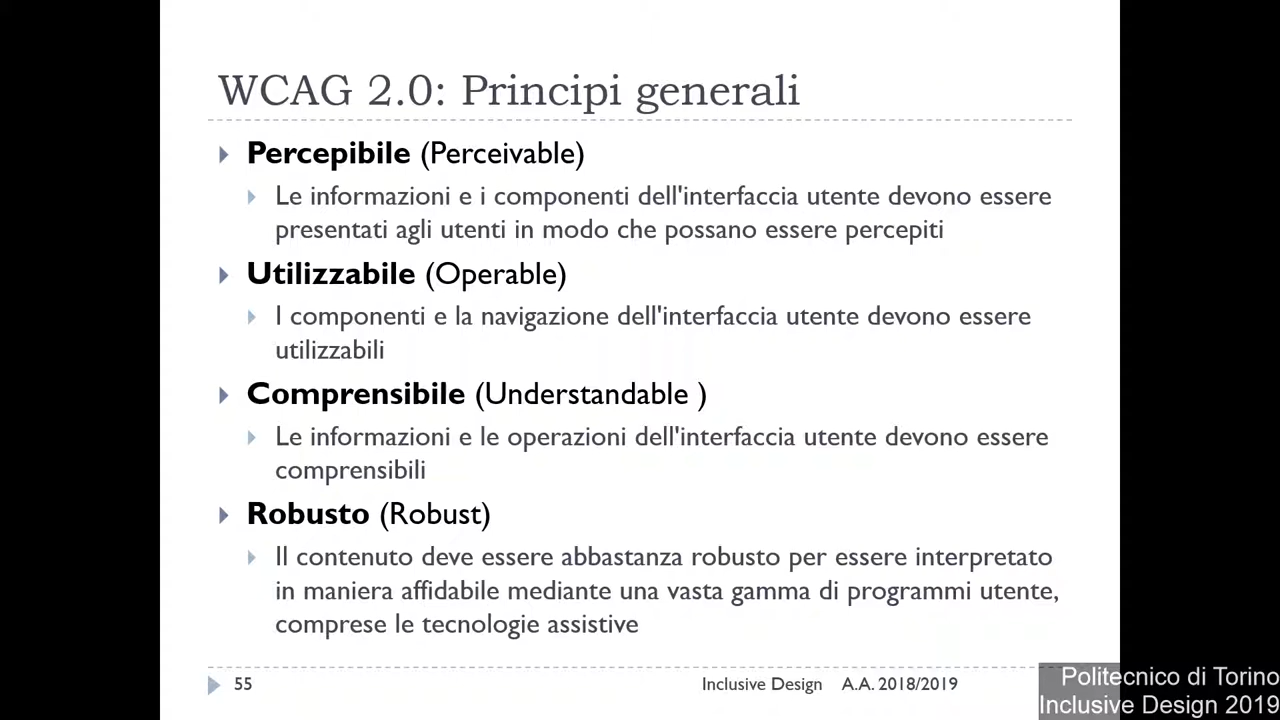 WCAG 2.0: Principi generali
Percepibile (Perceivable)
Le informazioni e i componenti dell'interfaccia utente devono essere
presentati agli utenti in modo che possano essere percepiti
Utilizzabile (Operable)
I componenti e la navigazione dell'interfaccia utente devono essere
utilizzabili
Comprensibile (Understandable )
Le informazioni e le operazioni dell'interfaccia utente devono essere
comprensibili
Robusto (Robust)
Il contenuto deve essere abbastanza robusto per essere interpretato
in maniera affidabile mediante una vasta gamma di programmi utente,
comprese le tecnologie assistive
55 Inclusive Design A.A. 2018/2019
Politecnico di Torino
Inclusive Design 2019